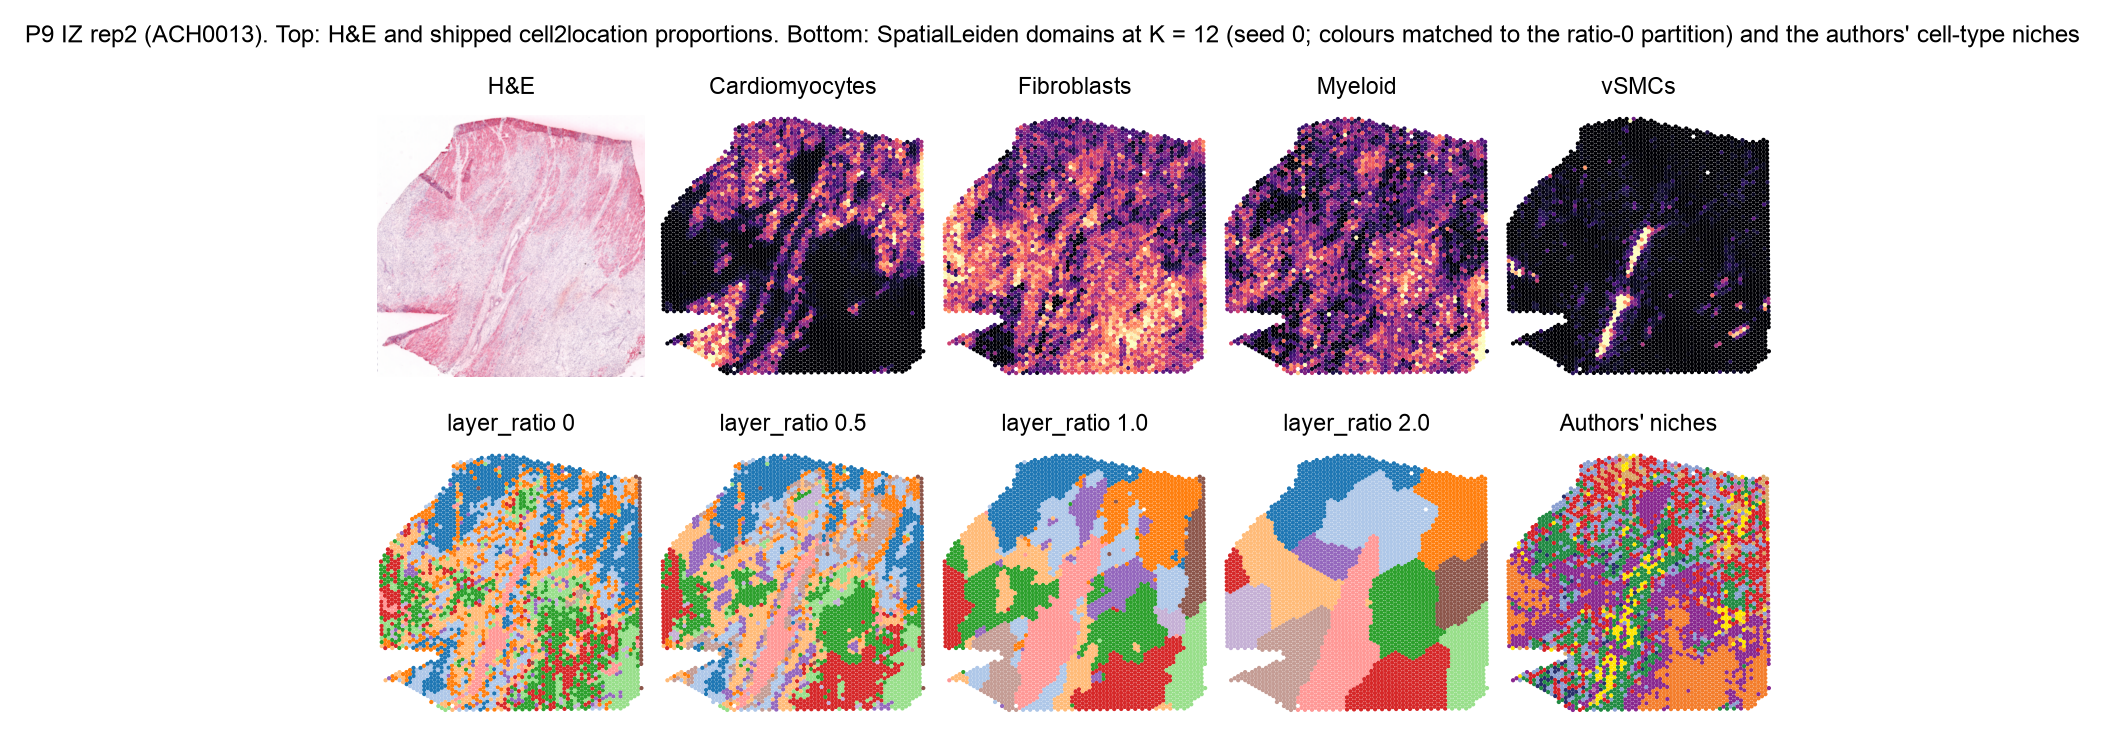 P9 IZ rep2 (ACH0013). Top: H&E and shipped cell2location proportions. Bottom: SpatialLeiden domains at K = 12 (seed 0; colours matched to the ratio-0 partition) and the authors' cell-type niches
H&E
Cardiomyocytes
Fibroblasts
Myeloid
vSMCs
layer_ratio 0
layer_ratio 0.5
layer_ratio 1.0
layer_ratio 2.0
Authors' niches